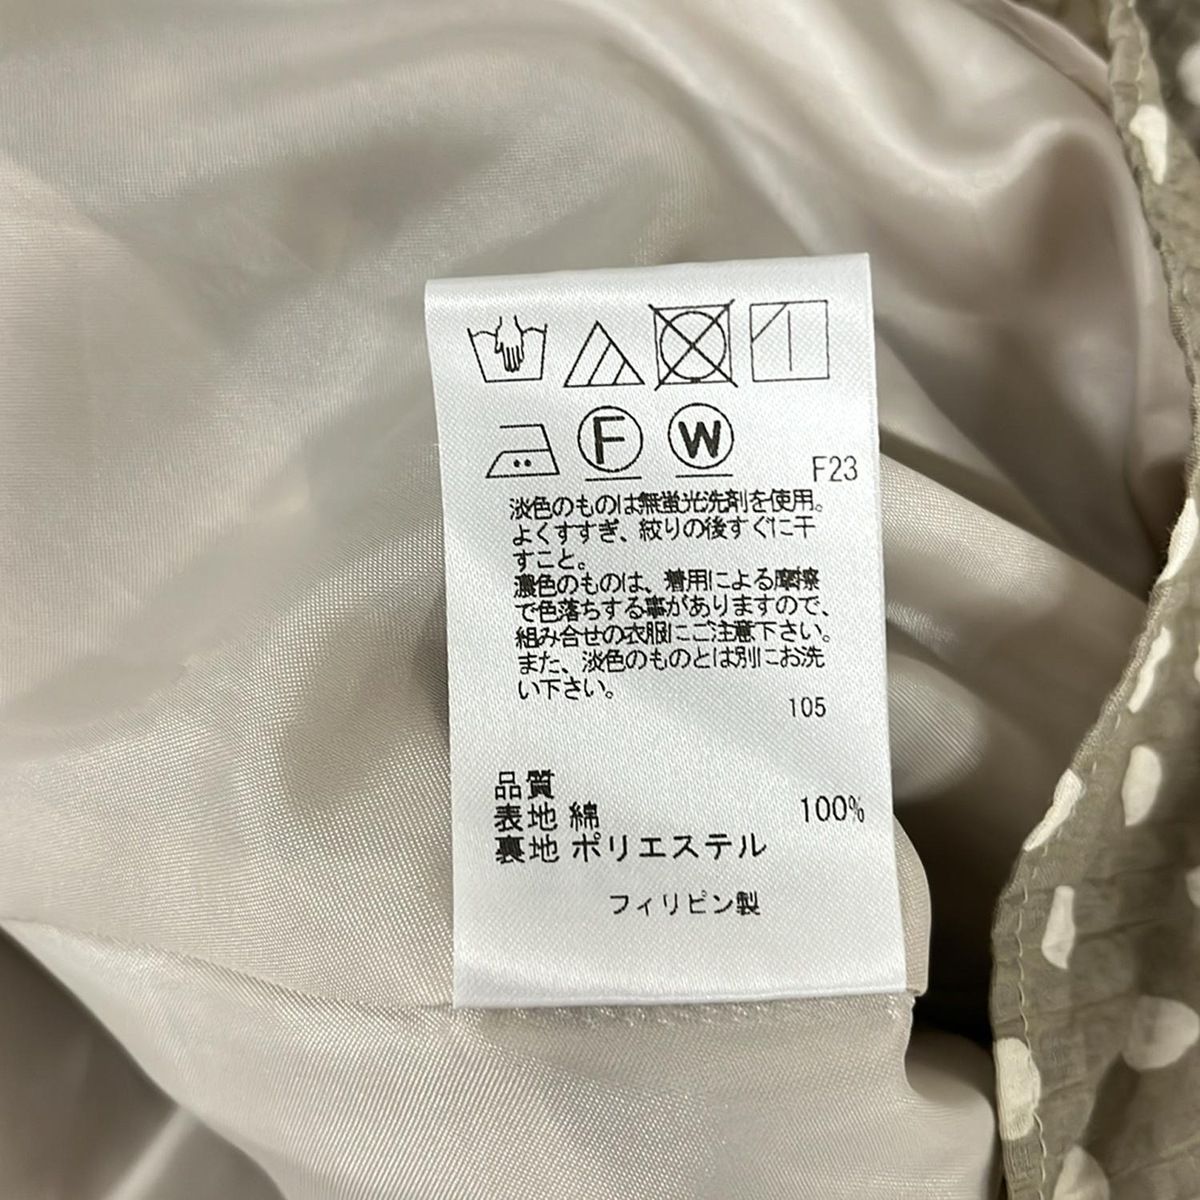 F W F23
淡色のものは無蛍光洗剤を使用。
よくすすぎ、絞りの後すぐに干
すこと。
濃色のものは、着用による摩擦
で色落ちする事がありますので、
組み合せの衣服にご注意下さい。
また、淡色のものとは別にお洗
い下さい。
105
品質
表地 綿 100%
裏地 ポリエステル
フィリピン製